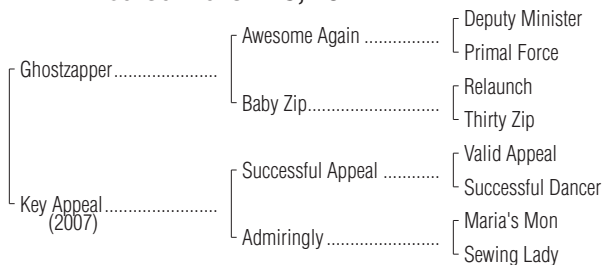 Deputy Minister
Awesome Again ................
Primal Force
Ghostzapper.......................
Relaunch
Baby Zip............................
Thirty Zip
Valid Appeal
Successful Appeal ............
Successful Dancer
Key Appeal.........................
(2007)
Maria's Mon
Admiringly ........................
Sewing Lady